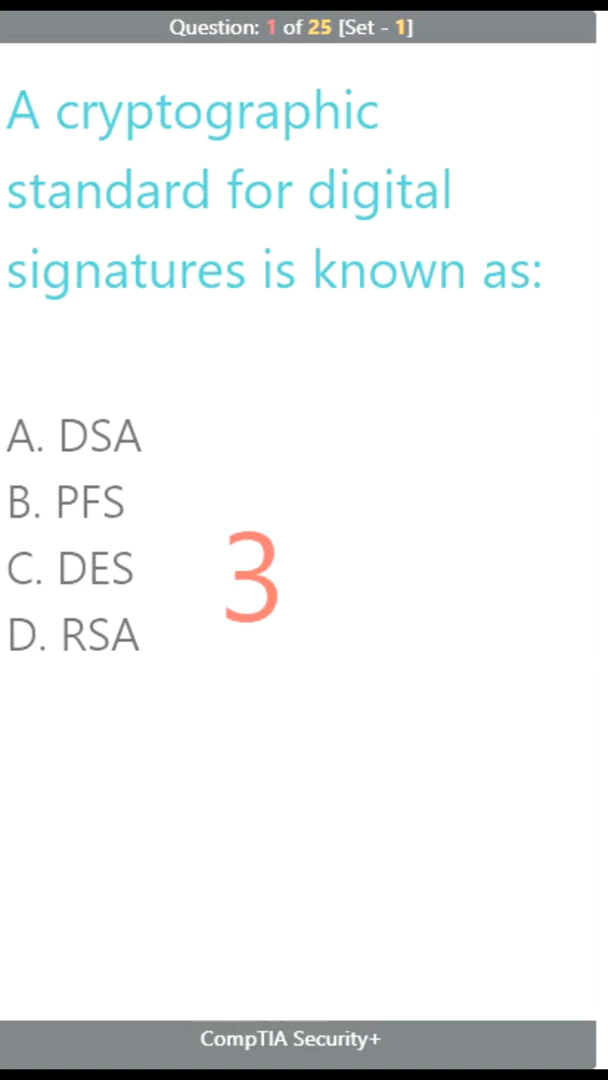 Question: 1 of 25 [Set - 1]
A cryptographic
standard for digital
signatures is known as:
A. DSA
B. PFS
C. DES
D. RSA
3
CompTIA Security+